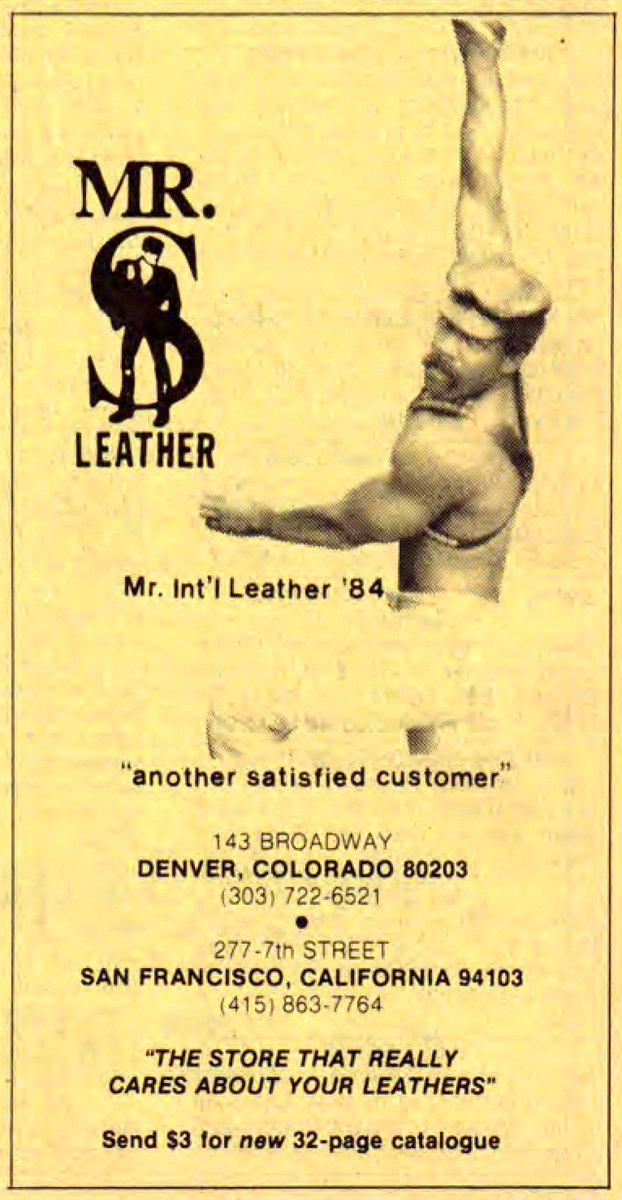 MR.
S
LEATHER
Mr. Int'l Leather '84
"another satisfied customer"
143 BROADWAY
DENVER, COLORADO 80203
(303) 722-6521
•
277-7th STREET
SAN FRANCISCO, CALIFORNIA 94103
(415) 863-7764
"THE STORE THAT REALLY
CARES ABOUT YOUR LEATHERS"
Send $3 for new 32-page catalogue